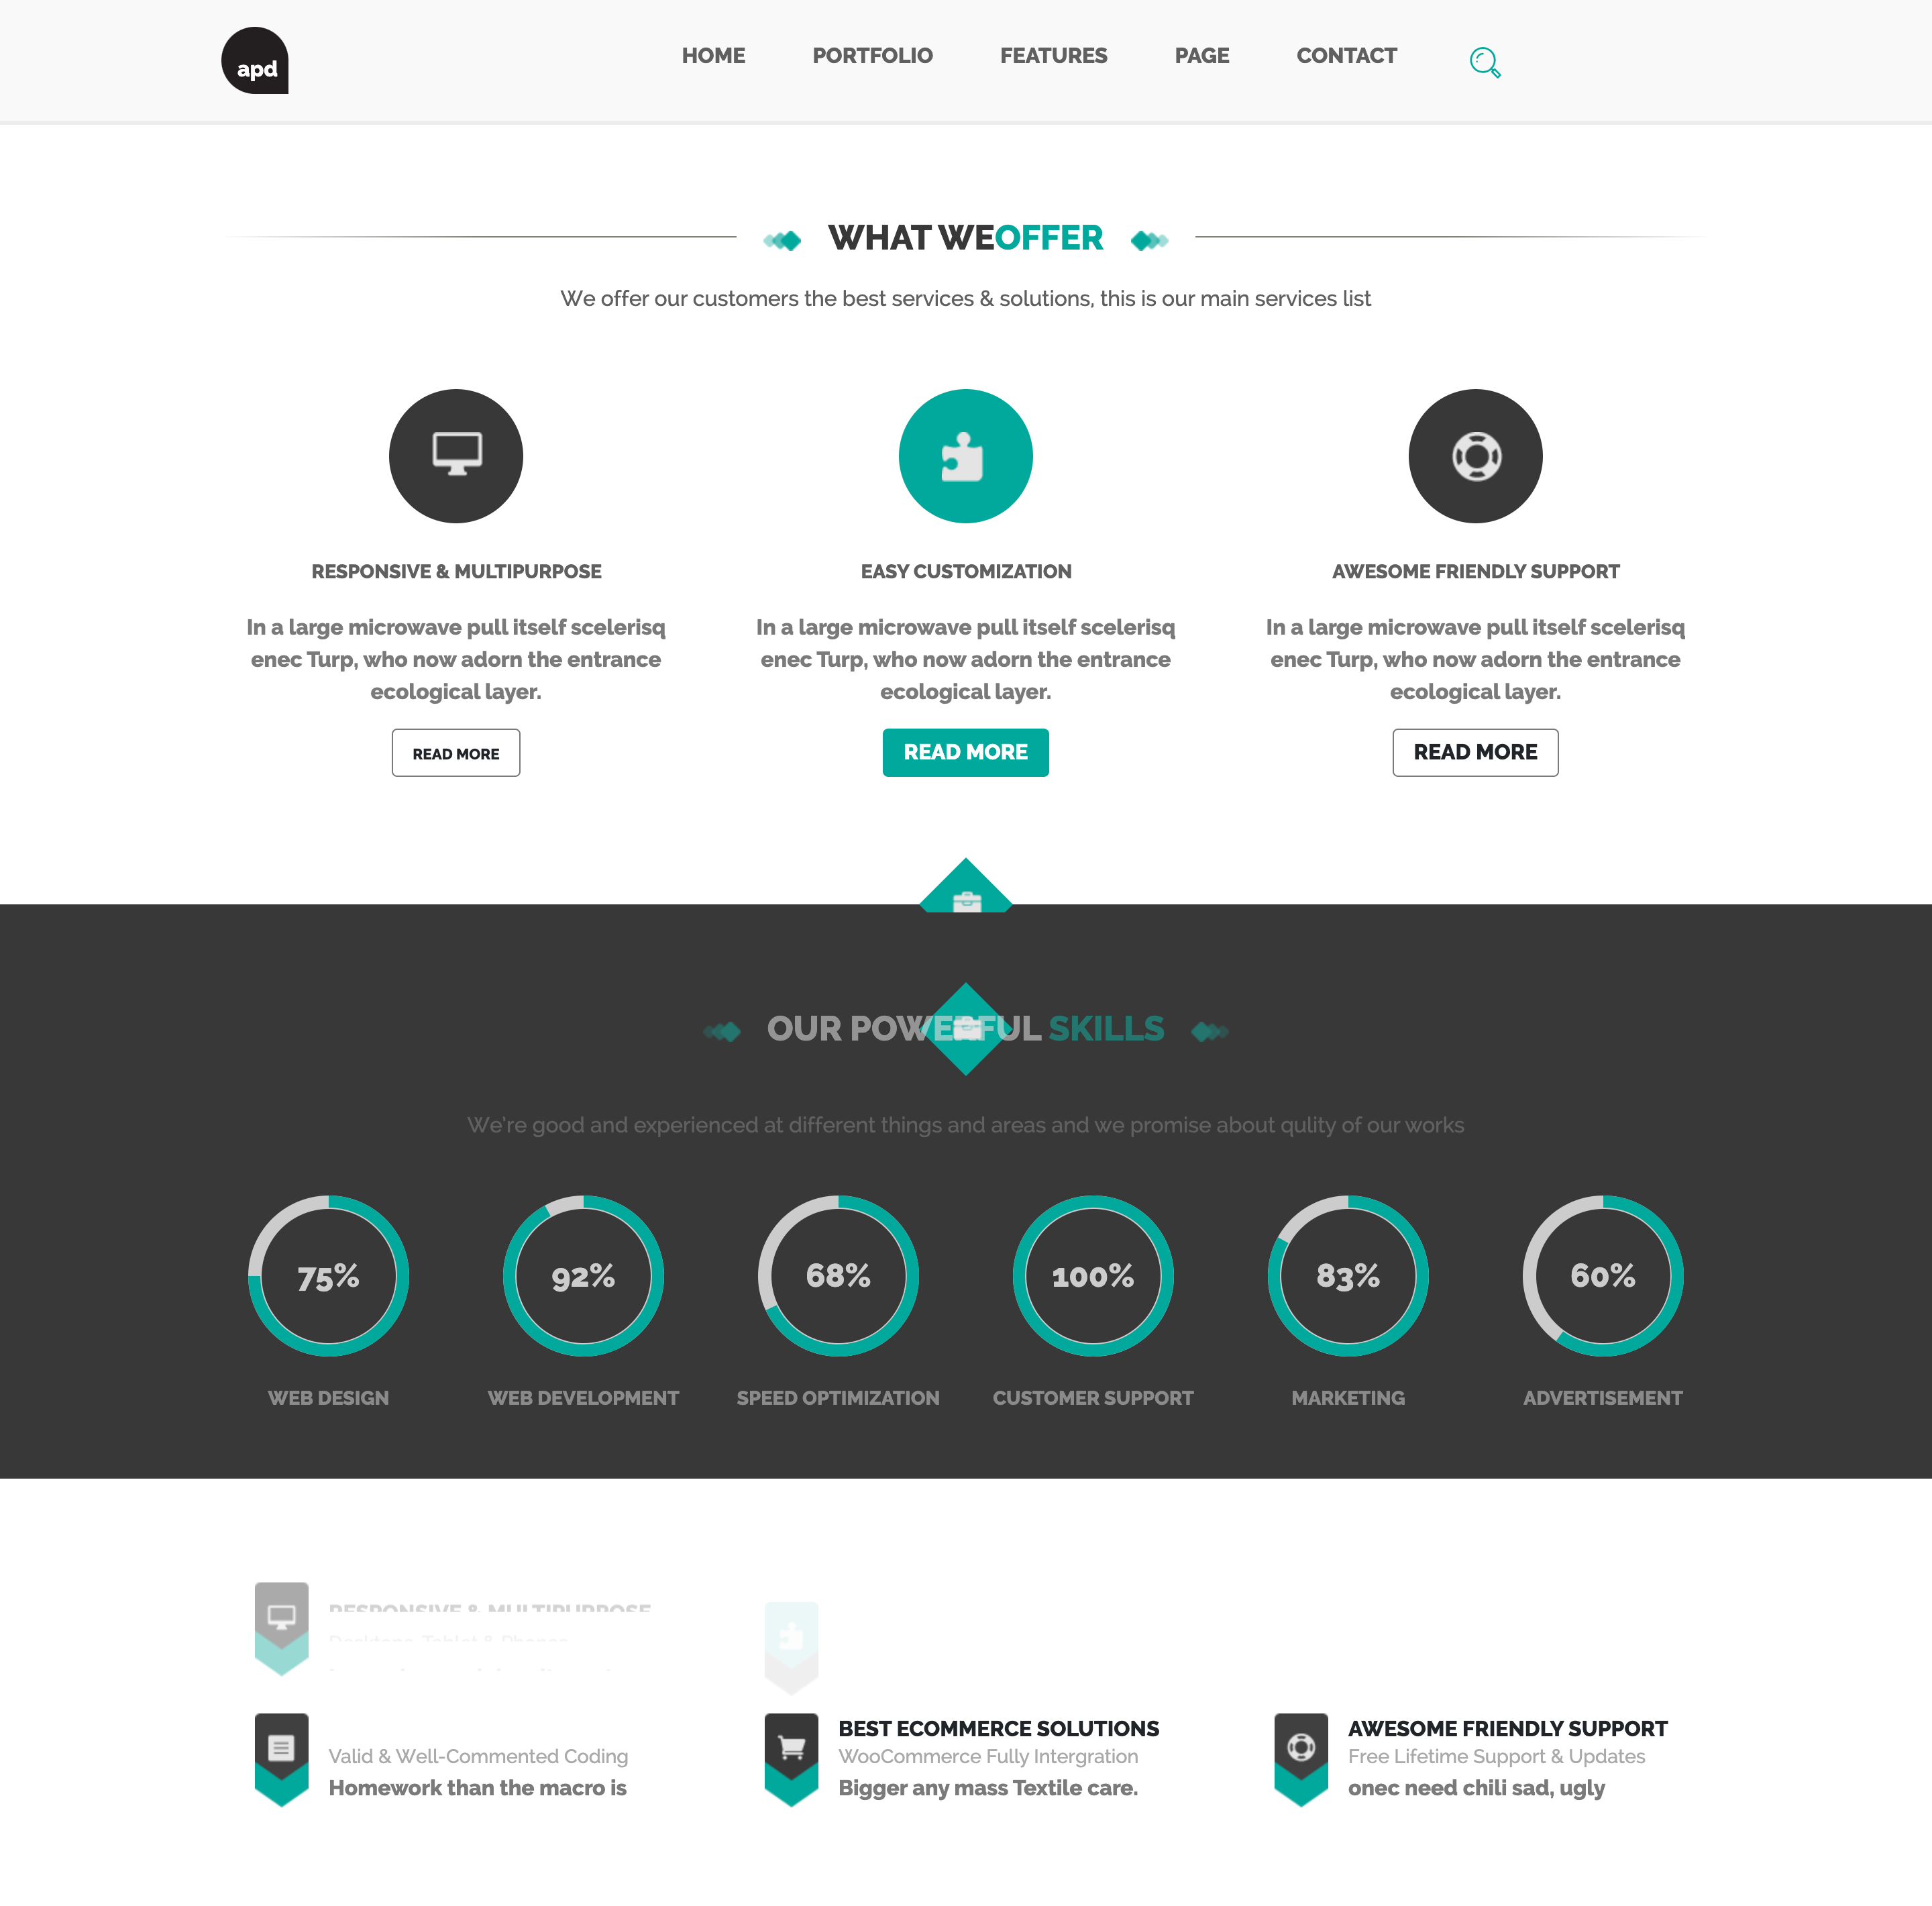 apd
HOME PORTFOLIO FEATURES PAGE CONTACT
WHAT WEOFFER
We offer our customers the best services & solutions, this is our main services list
RESPONSIVE & MULTIPURPOSE
In a large microwave pull itself scelerisq
enec Turp, who now adorn the entrance
ecological layer.
READ MORE
EASY CUSTOMIZATION
In a large microwave pull itself scelerisq
enec Turp, who now adorn the entrance
ecological layer.
READ MORE
AWESOME FRIENDLY SUPPORT
In a large microwave pull itself scelerisq
enec Turp, who now adorn the entrance
ecological layer.
READ MORE
OUR POWERFUL SKILLS
We're good and experienced at different things and areas and we promise about qulity of our works
75%
WEB DESIGN
92%
WEB DEVELOPMENT
68%
SPEED OPTIMIZATION
100%
CUSTOMER SUPPORT
83%
MARKETING
60%
ADVERTISEMENT
RESPONSIVE & MULTIPURPOSE
Desktops, Tablet & Phones
Valid & Well-Commented Coding
Homework than the macro is
BEST ECOMMERCE SOLUTIONS
WooCommerce Fully Intergration
Bigger any mass Textile care.
AWESOME FRIENDLY SUPPORT
Free Lifetime Support & Updates
onec need chili sad, ugly